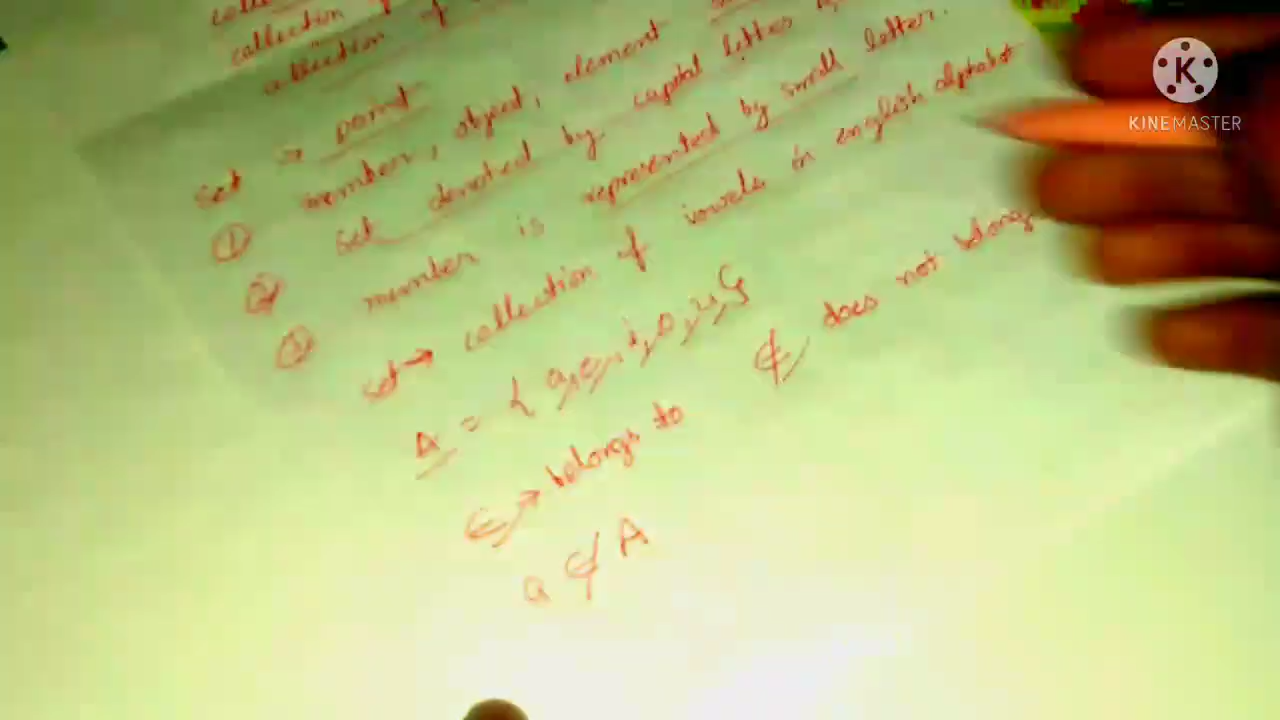 collection of
collection of
Set → point
① member, object, element
② Set denoted by capital letter
③ member is represented by small letter.
Set → collection of vowels in english alphabet
A = { a, e, i, o, u, }
∈ → belongs to ∉ does not belong
a ∉ A
KINEMASTER